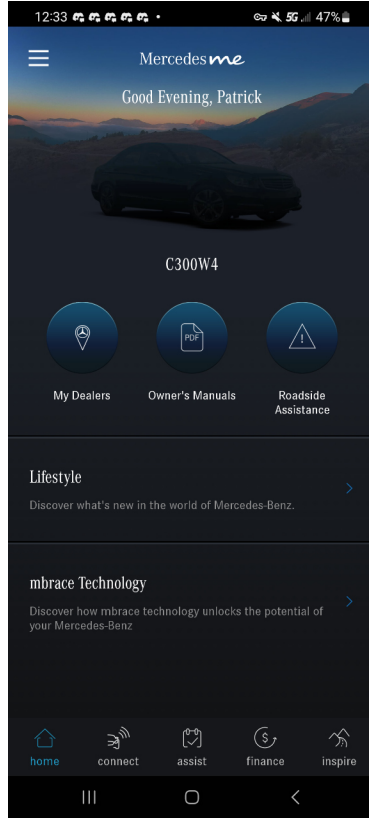 12:33
5G
47%
Mercedes me
Good Evening, Patrick
C300W4
PDF
My Dealers
Owner's Manuals
Roadside
Assistance
Lifestyle
Discover what's new in the world of Mercedes-Benz.
mbrace Technology
Discover how mbrace technology unlocks the potential of
your Mercedes-Benz
home
connect
assist
finance
inspire